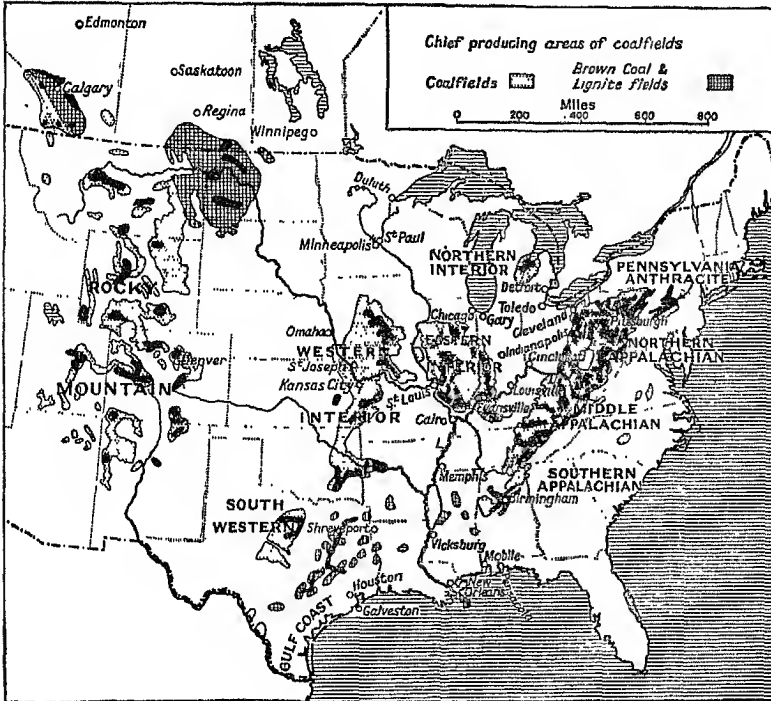 Edmonton
Calgary
Saskatoon
Regina
Winnipeg
Chief producing areas of coalfields
Coalfields
Brown Coal &
Lignite fields
Miles
0 200 400 600 800
Duluth
Minneapolis
St Paul
NORTHERN
INTERIOR
Detroit
PENNSYLVANIA
ANTHRACITE
Toledo
Cleveland
Pittsburgh
Chicago
Gary
Indianapolis
Cincinnati
NORTHERN
APPALACHIAN
ROCKY
MOUNTAIN
Denver
Omaha
WESTERN
St Joseph
Kansas City
INTERIOR
EASTERN
INTERIOR
St Louis
Louisville
Evansville
Cairo
MIDDLE
APPALACHIAN
SOUTHERN
APPALACHIAN
Memphis
Birmingham
SOUTH
WESTERN
Shreveport
Vicksburg
Mobile
New
Orleans
Houston
Galveston
GULF COAST